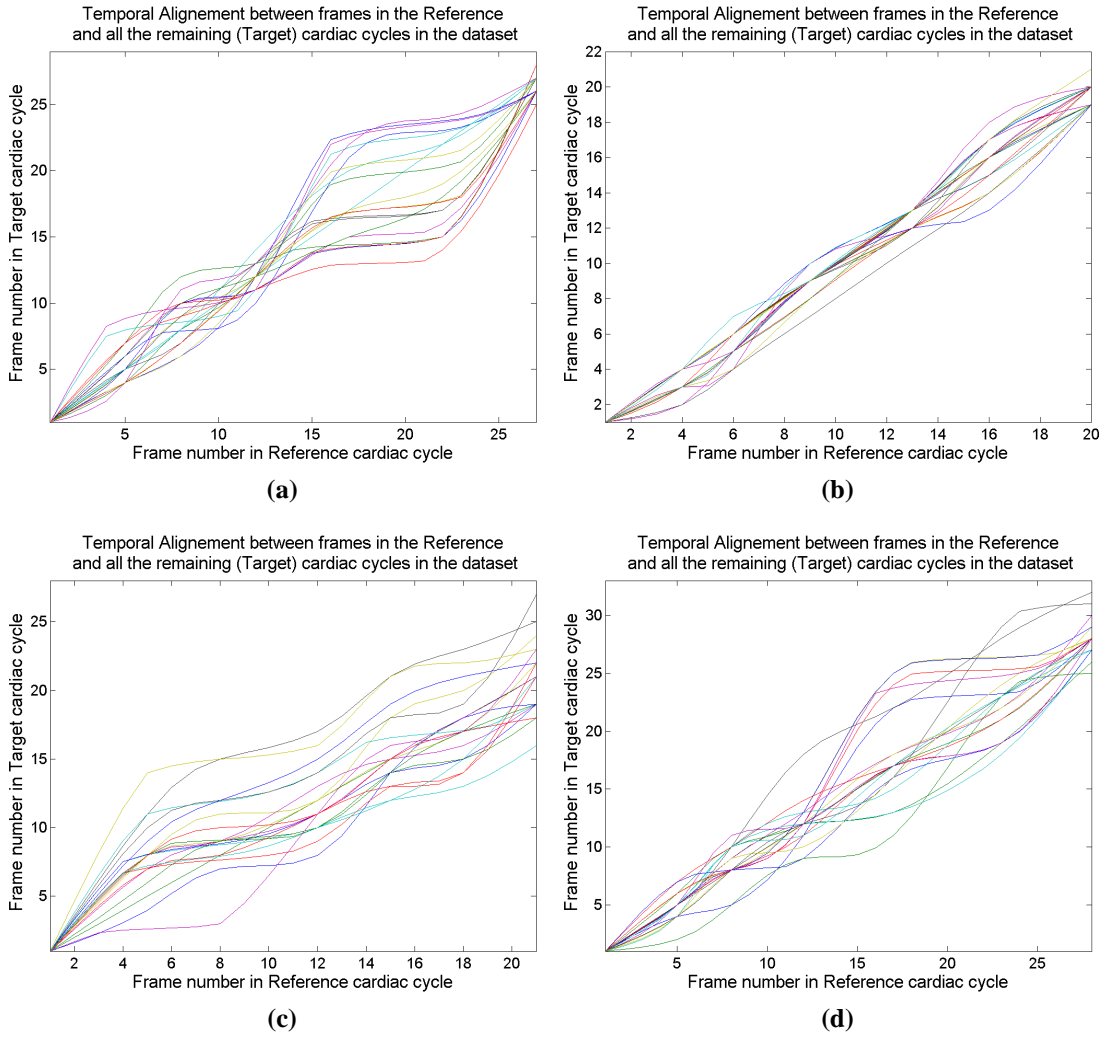 Temporal Alignement between frames in the Reference
and all the remaining (Target) cardiac cycles in the dataset
Frame number in Target cardiac cycle
25
20
15
10
5
5 10 15 20 25
Frame number in Reference cardiac cycle
(a)
Temporal Alignement between frames in the Reference
and all the remaining (Target) cardiac cycles in the dataset
Frame number in Target cardiac cycle
22
20
18
16
14
12
10
8
6
4
2
2 4 6 8 10 12 14 16 18 20
Frame number in Reference cardiac cycle
(b)
Temporal Alignement between frames in the Reference
and all the remaining (Target) cardiac cycles in the dataset
Frame number in Target cardiac cycle
25
20
15
10
5
2 4 6 8 10 12 14 16 18 20
Frame number in Reference cardiac cycle
(c)
Temporal Alignement between frames in the Reference
and all the remaining (Target) cardiac cycles in the dataset
Frame number in Target cardiac cycle
30
25
20
15
10
5
5 10 15 20 25
Frame number in Reference cardiac cycle
(d)